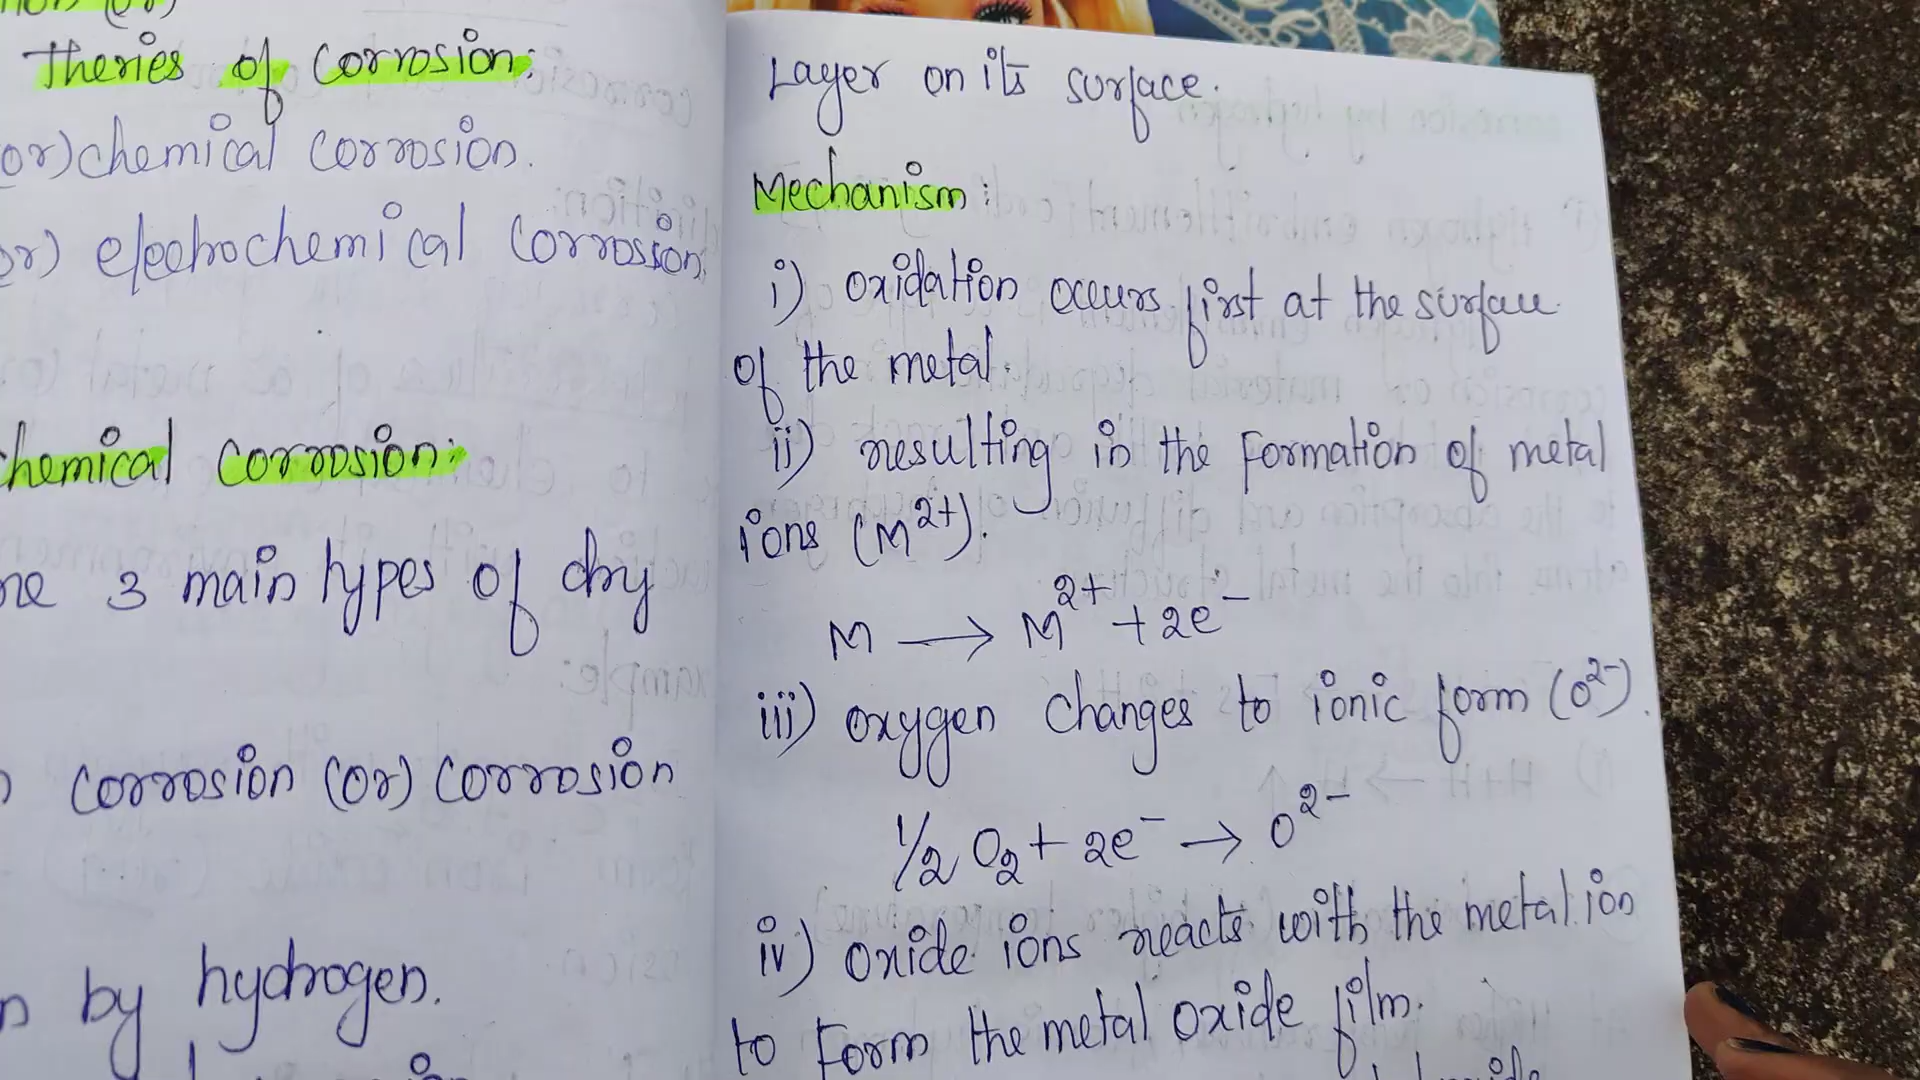 Theries of Corrosion:
or) chemical corrosion.
or) electrochemical corrosion
chemical Corrosion:
3 main types of dry
corrosion (or) corrosion
by hydrogen.
Layer on its surface.
Mechanism:
i) oxidation occurs first at the surface
of the metal.
ii) resulting in the Formation of metal
ions (M²⁺).
M → M²⁺ + 2e⁻
iii) oxygen changes to ionic form (O²⁻).
1/2 O₂ + 2e⁻ → O²⁻
iv) oxide ions reacts with the metal ion
to Form the metal oxide film.